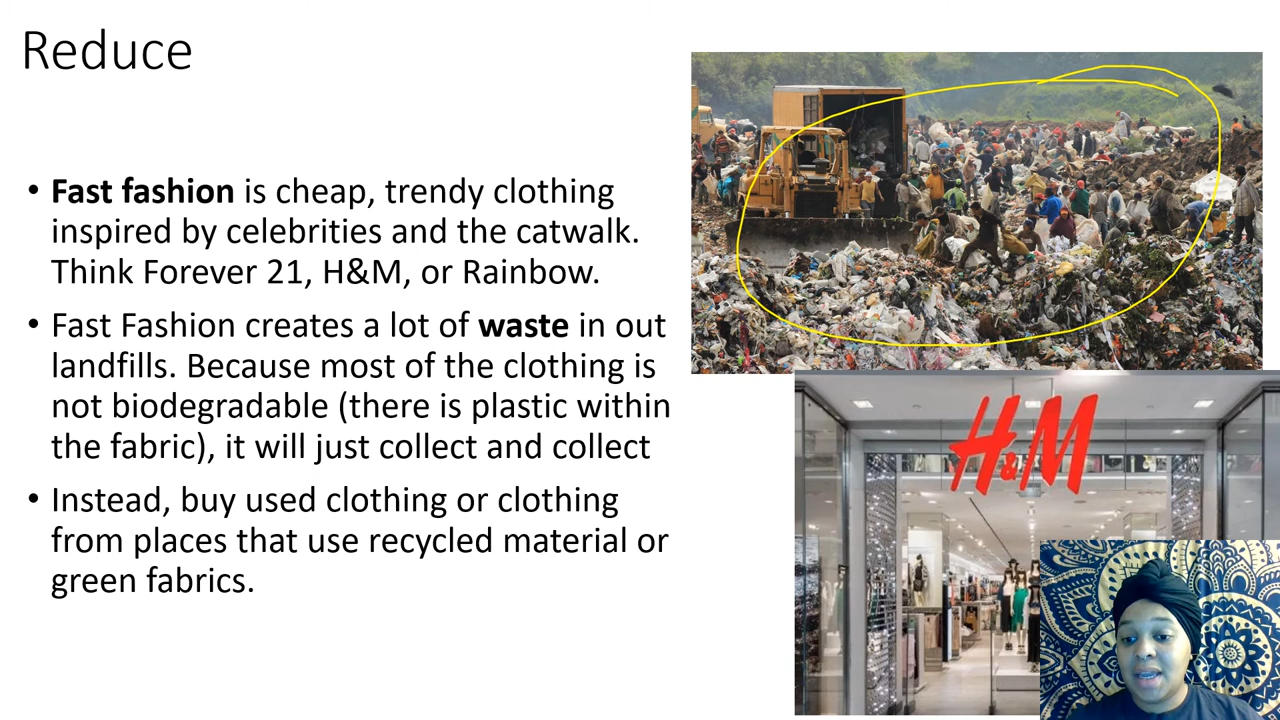 Reduce
• Fast fashion is cheap, trendy clothing
inspired by celebrities and the catwalk.
Think Forever 21, H&M, or Rainbow.
• Fast Fashion creates a lot of waste in out
landfills. Because most of the clothing is
not biodegradable (there is plastic within
the fabric), it will just collect and collect
• Instead, buy used clothing or clothing
from places that use recycled material or
green fabrics.
H&M